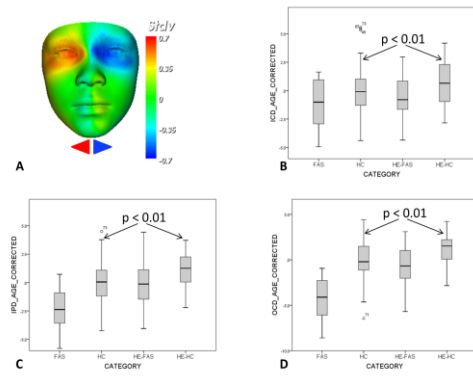 Stdv
0.7
0.35
0
-0.35
-0.7
A
p < 0.01
ICD_AGE_CORRECTED
FAS
HC
HE-FAS
HE-HC
CATEGORY
B
p < 0.01
IPD_AGE_CORRECTED
FAS
HC
HE-FAS
HE-HC
CATEGORY
C
p < 0.01
OCD_AGE_CORRECTED
FAS
HC
HE-FAS
HE-HC
CATEGORY
D